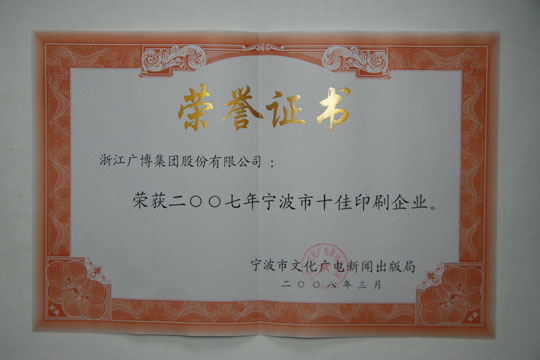 荣誉证书
浙江广博集团股份有限公司：
荣获二〇〇七年宁波市十佳印刷企业。
宁波市文化广电新闻出版局
二〇〇八年三月